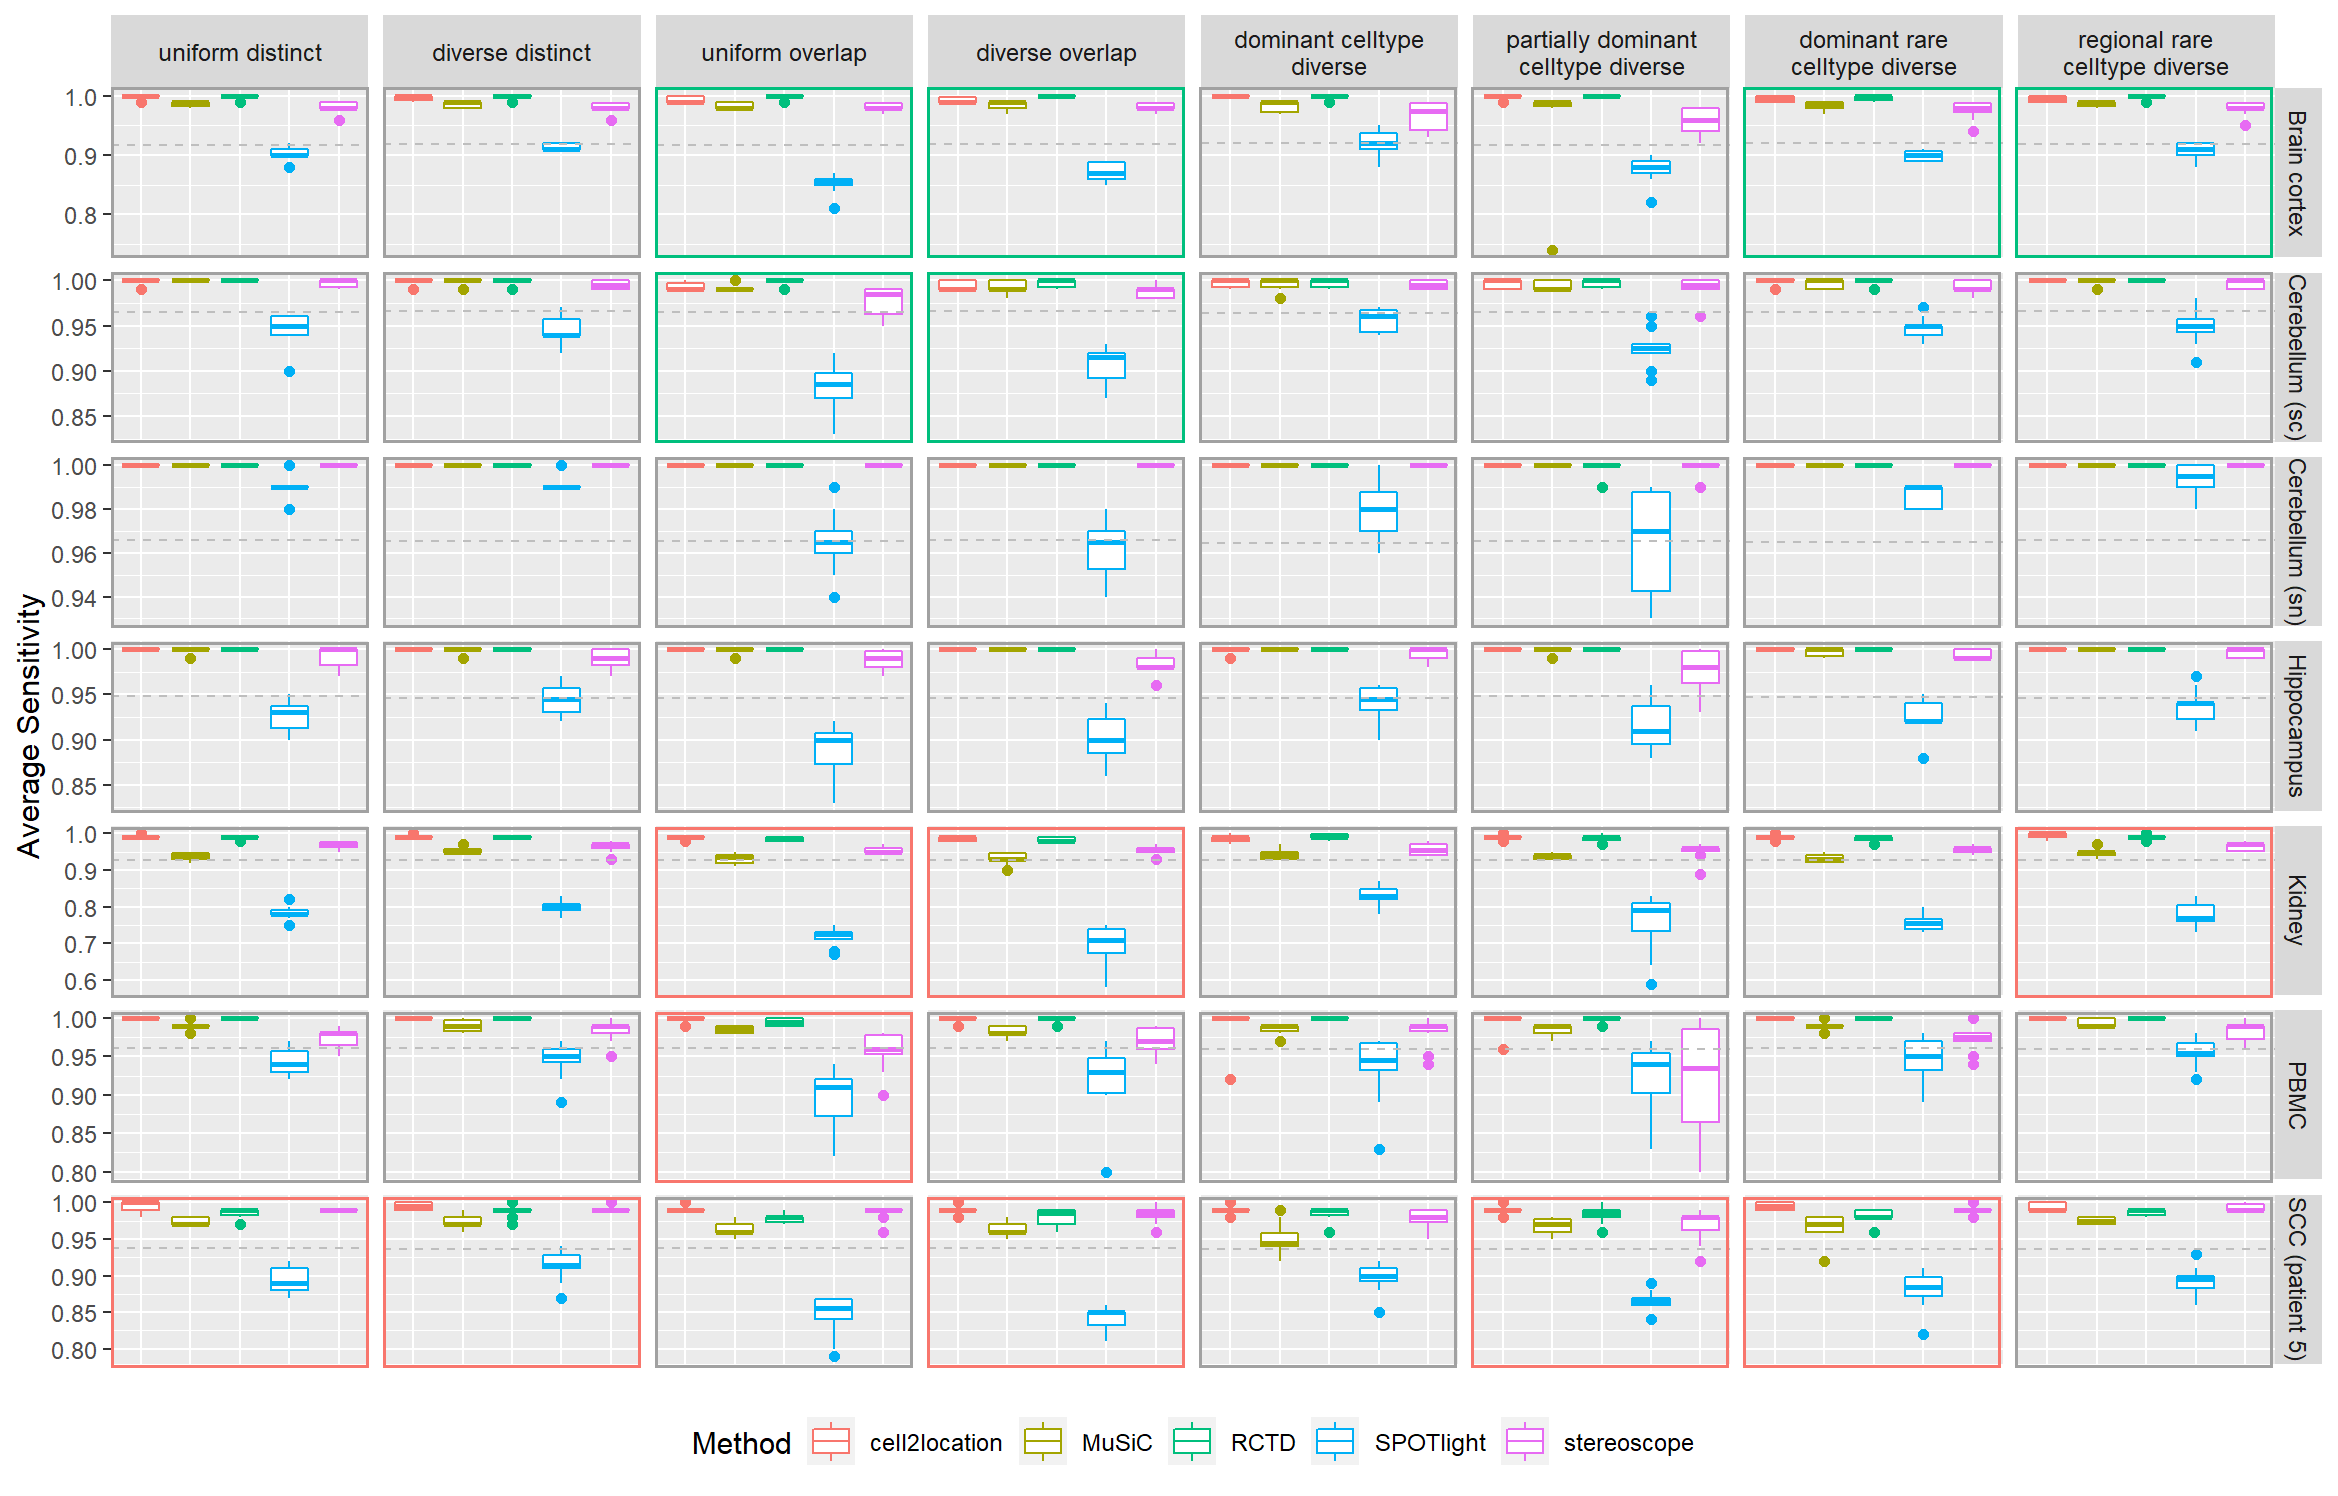 uniform distinct
diverse distinct
uniform overlap
diverse overlap
dominant celltype
diverse
partially dominant
celltype diverse
dominant rare
celltype diverse
regional rare
celltype diverse
Average Sensitivity
1.0
0.9
0.8
Brain cortex
1.00
0.95
0.90
0.85
Cerebellum (sc)
1.00
0.98
0.96
0.94
Cerebellum (sn)
1.00
0.95
0.90
0.85
Hippocampus
1.0
0.9
0.8
0.7
0.6
Kidney
1.00
0.95
0.90
0.85
0.80
PBMC
1.00
0.95
0.90
0.85
0.80
SCC (patient 5)
Method cell2location MuSiC RCTD SPOTlight stereoscope